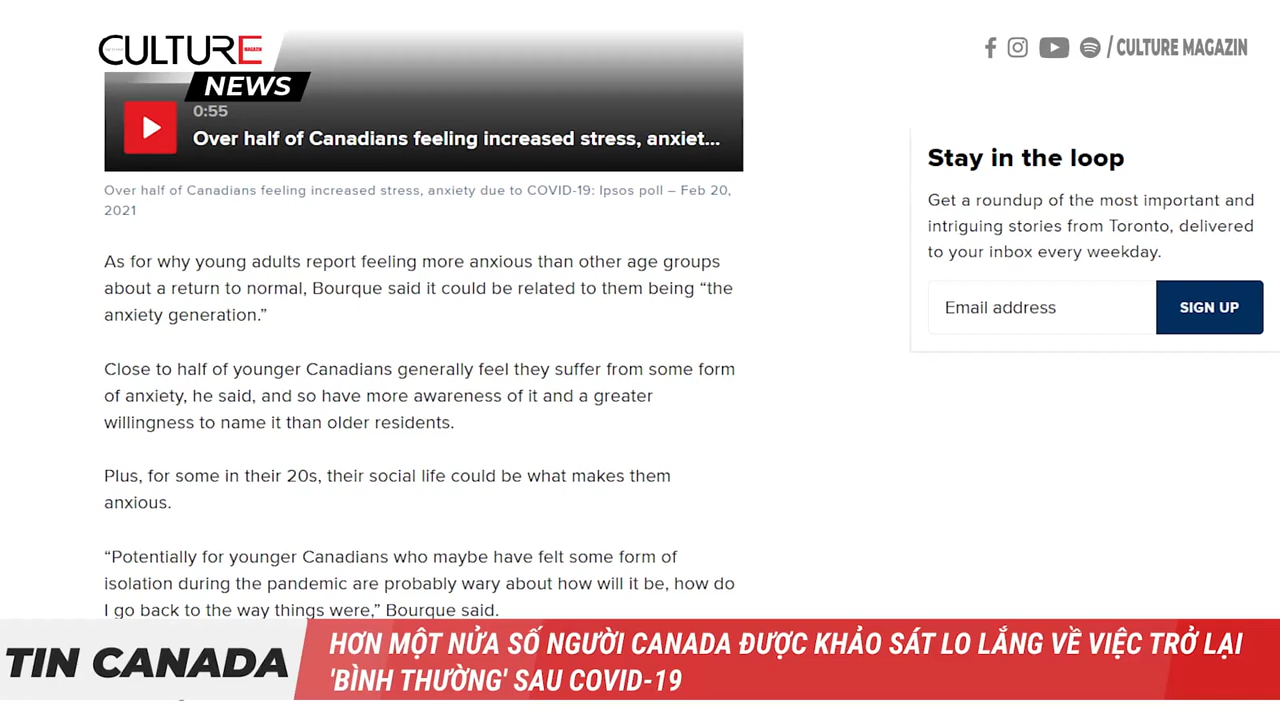 CULTURE
MAGAZIN
NEWS
/ CULTURE MAGAZIN
0:55
Over half of Canadians feeling increased stress, anxiet...
Over half of Canadians feeling increased stress, anxiety due to COVID-19: Ipsos poll – Feb 20,
2021
As for why young adults report feeling more anxious than other age groups
about a return to normal, Bourque said it could be related to them being “the
anxiety generation.”
Close to half of younger Canadians generally feel they suffer from some form
of anxiety, he said, and so have more awareness of it and a greater
willingness to name it than older residents.
Plus, for some in their 20s, their social life could be what makes them
anxious.
“Potentially for younger Canadians who maybe have felt some form of
isolation during the pandemic are probably wary about how will it be, how do
I go back to the way things were,” Bourque said.
Stay in the loop
Get a roundup of the most important and
intriguing stories from Toronto, delivered
to your inbox every weekday.
Email address
SIGN UP
TIN CANADA
HƠN MỘT NỬA SỐ NGƯỜI CANADA ĐƯỢC KHẢO SÁT LO LẮNG VỀ VIỆC TRỞ LẠI
'BÌNH THƯỜNG' SAU COVID-19